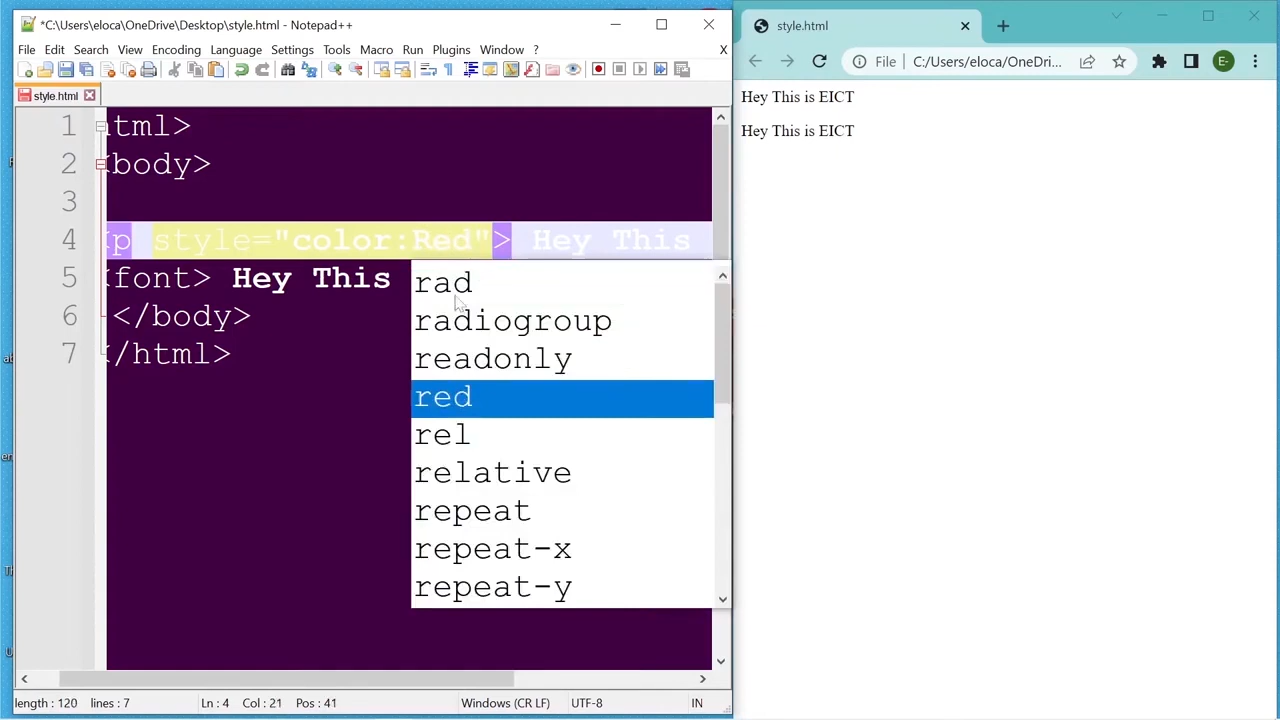 *C:\Users\eloca\OneDrive\Desktop\style.html - Notepad++
File Edit Search View Encoding Language Settings Tools Macro Run Plugins Window ? X
style.html
1 html>
2 <body>
3
4 <p style="color:Red"> Hey This
5 <font> Hey This
6 </body>
7 </html>
rad
radiogroup
readonly
red
rel
relative
repeat
repeat-x
repeat-y
length : 120 lines : 7 Ln : 4 Col : 21 Pos : 41 Windows (CR LF) UTF-8 IN
style.html
File C:/Users/eloca/OneDri... E-
Hey This is EICT
Hey This is EICT